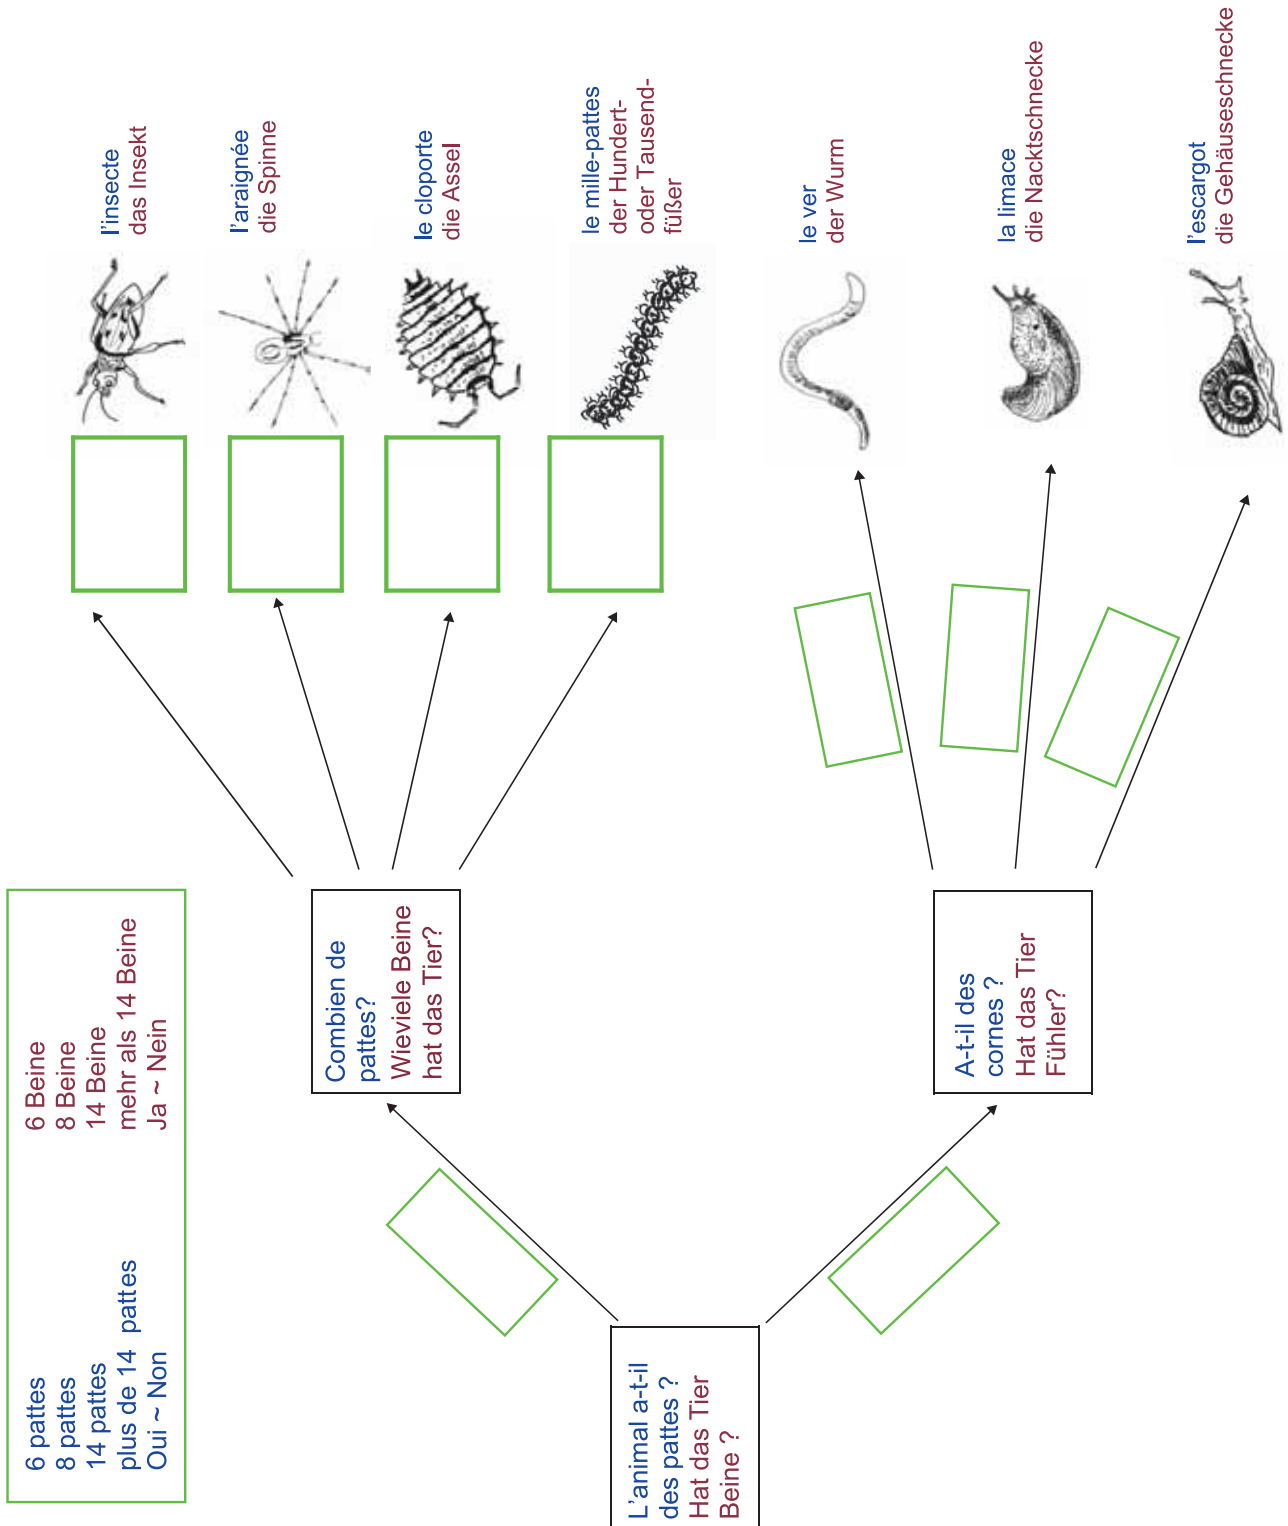 6 pattes
8 pattes
14 pattes
plus de 14 pattes
Oui ~ Non
6 Beine
8 Beine
14 Beine
mehr als 14 Beine
Ja ~ Nein
L'animal a-t-il
des pattes ?
Hat das Tier
Beine ?
Combien de
pattes?
Wieviele Beine
hat das Tier?
A-t-il des
cornes ?
Hat das Tier
Fühler?
l'insecte
das Insekt
l'araignée
die Spinne
le cloporte
die Assel
le mille-pattes
der Hundert-
oder Tausend-
füßer
le ver
der Wurm
la limace
die Nacktschnecke
l'escargot
die Gehäuseschnecke